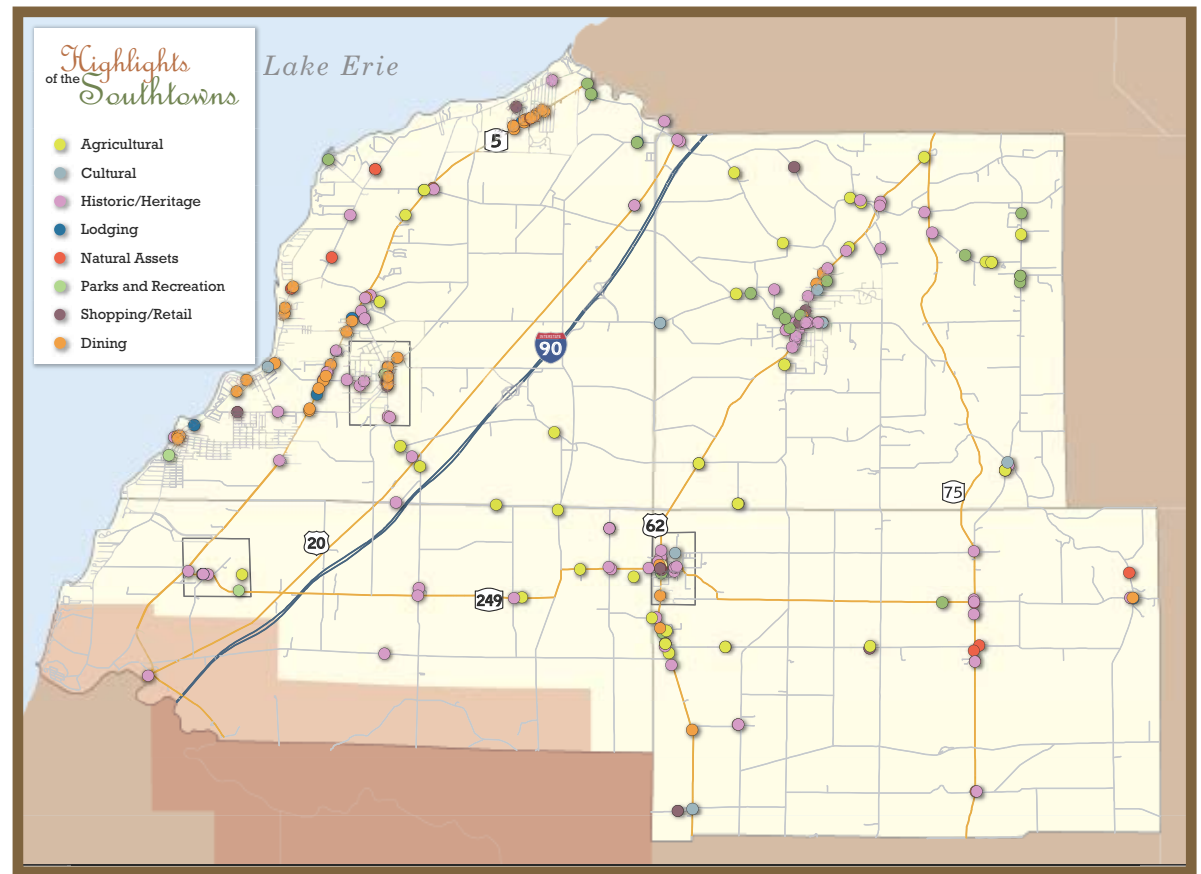 Highlights
of the
Southtowns
Agricultural
Cultural
Historic/Heritage
Lodging
Natural Assets
Parks and Recreation
Shopping/Retail
Dining
Lake Erie
5
INTERSTATE
90
75
62
20
249